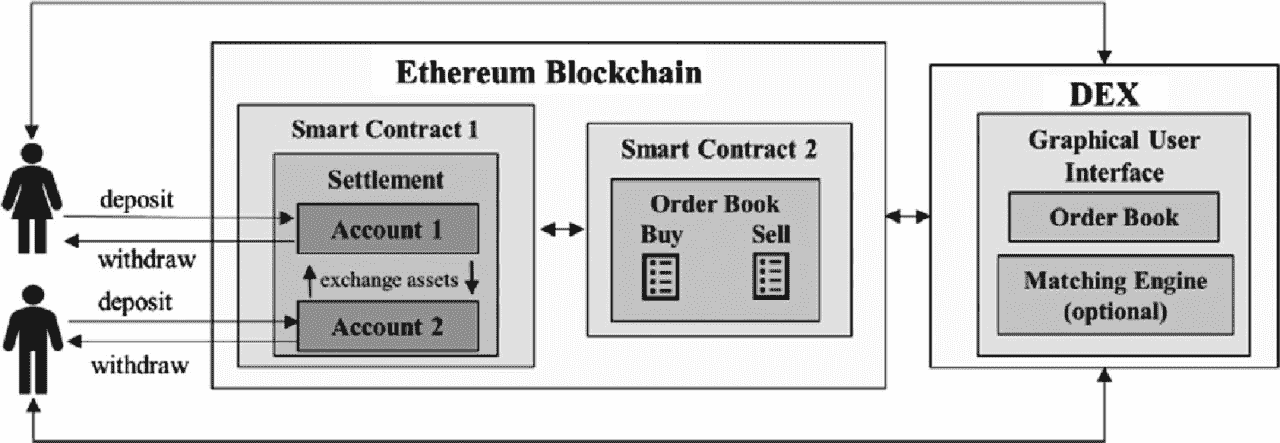 Ethereum Blockchain
Smart Contract 1
Settlement
Account 1
exchange assets
Account 2
deposit
withdraw
deposit
withdraw
Smart Contract 2
Order Book
Buy Sell
DEX
Graphical User
Interface
Order Book
Matching Engine
(optional)